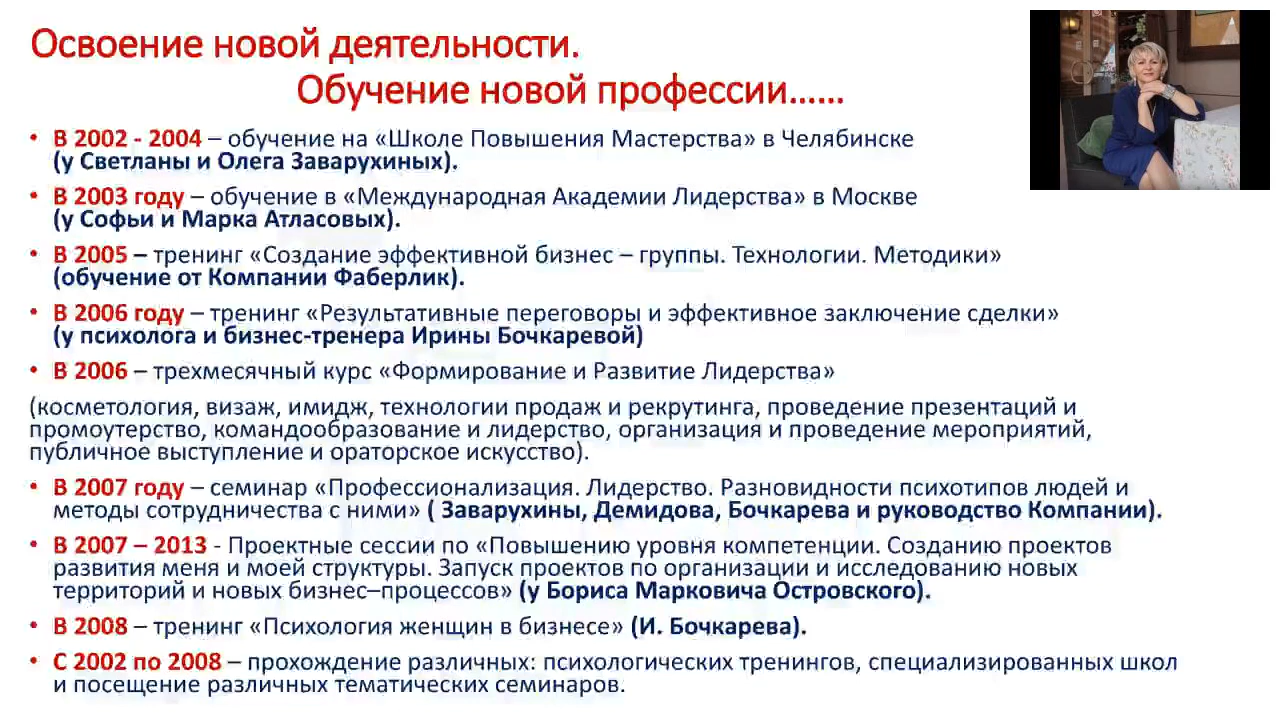 Освоение новой деятельности.
Обучение новой профессии……
• В 2002 - 2004 – обучение на «Школе Повышения Мастерства» в Челябинске
(у Светланы и Олега Заварухиных).
• В 2003 году – обучение в «Международная Академии Лидерства» в Москве
(у Софьи и Марка Атласовых).
• В 2005 – тренинг «Создание эффективной бизнес – группы. Технологии. Методики»
(обучение от Компании Фаберлик).
• В 2006 году – тренинг «Результативные переговоры и эффективное заключение сделки»
(у психолога и бизнес-тренера Ирины Бочкаревой)
• В 2006 – трехмесячный курс «Формирование и Развитие Лидерства»
(косметология, визаж, имидж, технологии продаж и рекрутинга, проведение презентаций и
промоутерство, командообразование и лидерство, организация и проведение мероприятий,
публичное выступление и ораторское искусство).
• В 2007 году – семинар «Профессионализация. Лидерство. Разновидности психотипов людей и
методы сотрудничества с ними» ( Заварухины, Демидова, Бочкарева и руководство Компании).
• В 2007 – 2013 - Проектные сессии по «Повышению уровня компетенции. Созданию проектов
развития меня и моей структуры. Запуск проектов по организации и исследованию новых
территорий и новых бизнес–процессов» (у Бориса Марковича Островского).
• В 2008 – тренинг «Психология женщин в бизнесе» (И. Бочкарева).
• С 2002 по 2008 – прохождение различных: психологических тренингов, специализированных школ
и посещение различных тематических семинаров.